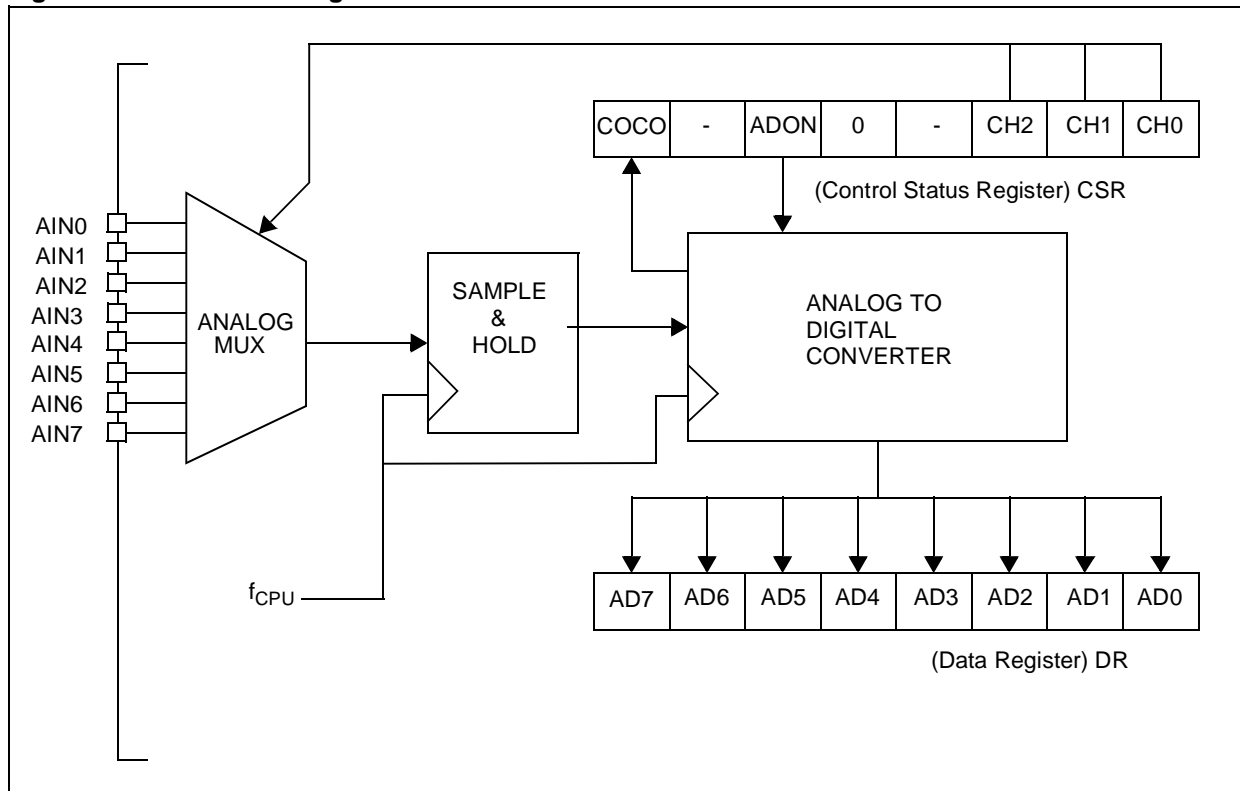 COCO - ADON 0 - CH2 CH1 CH0
(Control Status Register) CSR
AIN0
AIN1
AIN2
AIN3
AIN4
AIN5
AIN6
AIN7
ANALOG
MUX
SAMPLE
&
HOLD
ANALOG TO
DIGITAL
CONVERTER
fCPU
AD7 AD6 AD5 AD4 AD3 AD2 AD1 AD0
(Data Register) DR